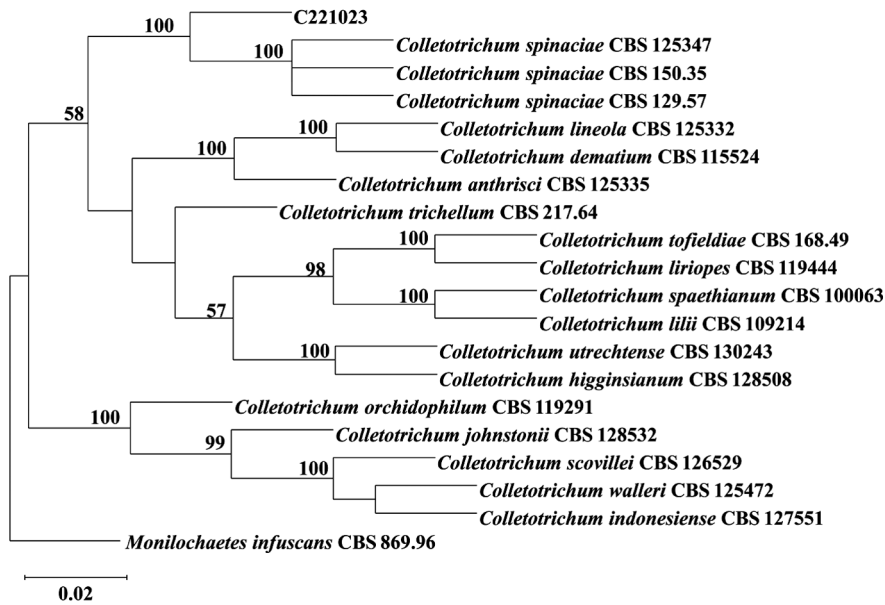 C221023
100
Colletotrichum spinaciae CBS 125347
100
Colletotrichum spinaciae CBS 150.35
Colletotrichum spinaciae CBS 129.57
58
Colletotrichum lineola CBS 125332
100
100
Colletotrichum dematium CBS 115524
Colletotrichum anthrisci CBS 125335
Colletotrichum trichellum CBS 217.64
Colletotrichum tofieldiae CBS 168.49
100
98
Colletotrichum liriopes CBS 119444
Colletotrichum spaethianum CBS 100063
100
57
Colletotrichum lilii CBS 109214
Colletotrichum utrechtense CBS 130243
100
Colletotrichum higginsianum CBS 128508
Colletotrichum orchidophilum CBS 119291
100
Colletotrichum johnstonii CBS 128532
99
Colletotrichum scovillei CBS 126529
100
Colletotrichum walleri CBS 125472
Colletotrichum indonesiense CBS 127551
Monilochaetes infuscans CBS 869.96
0.02